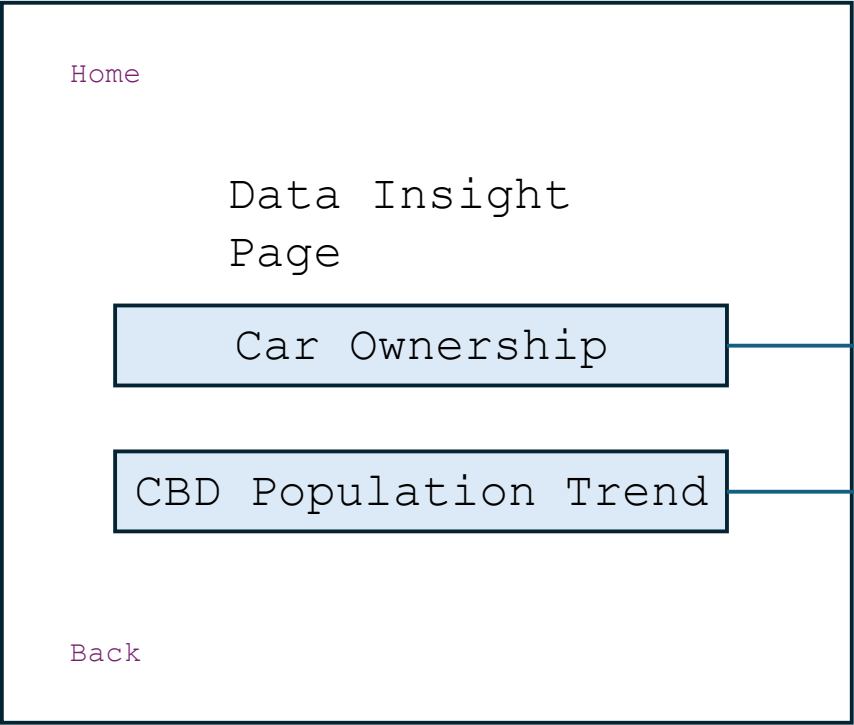 Home
Data Insight
Page
Car Ownership
CBD Population Trend
Back